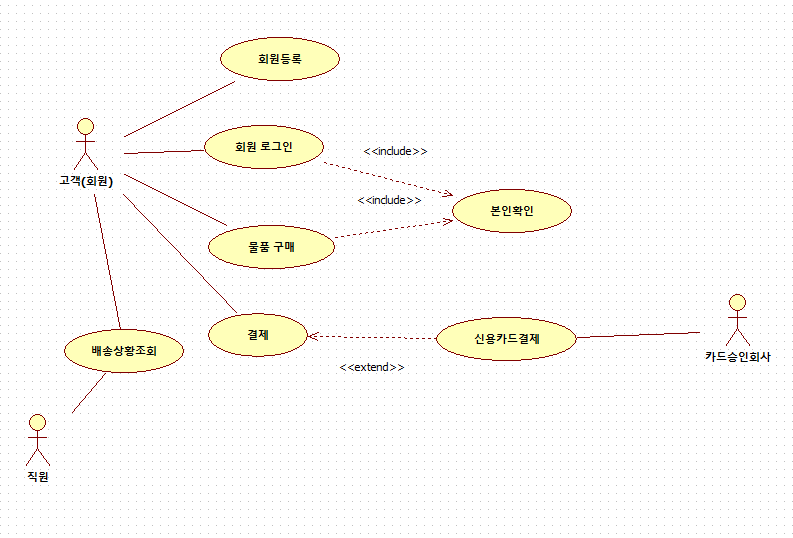 회원등록
회원 로그인
<<include>>
고객(회원)
<<include>>
본인확인
물품 구매
결제
신용카드결제
배송상황조회
카드승인회사
<<extend>>
직원